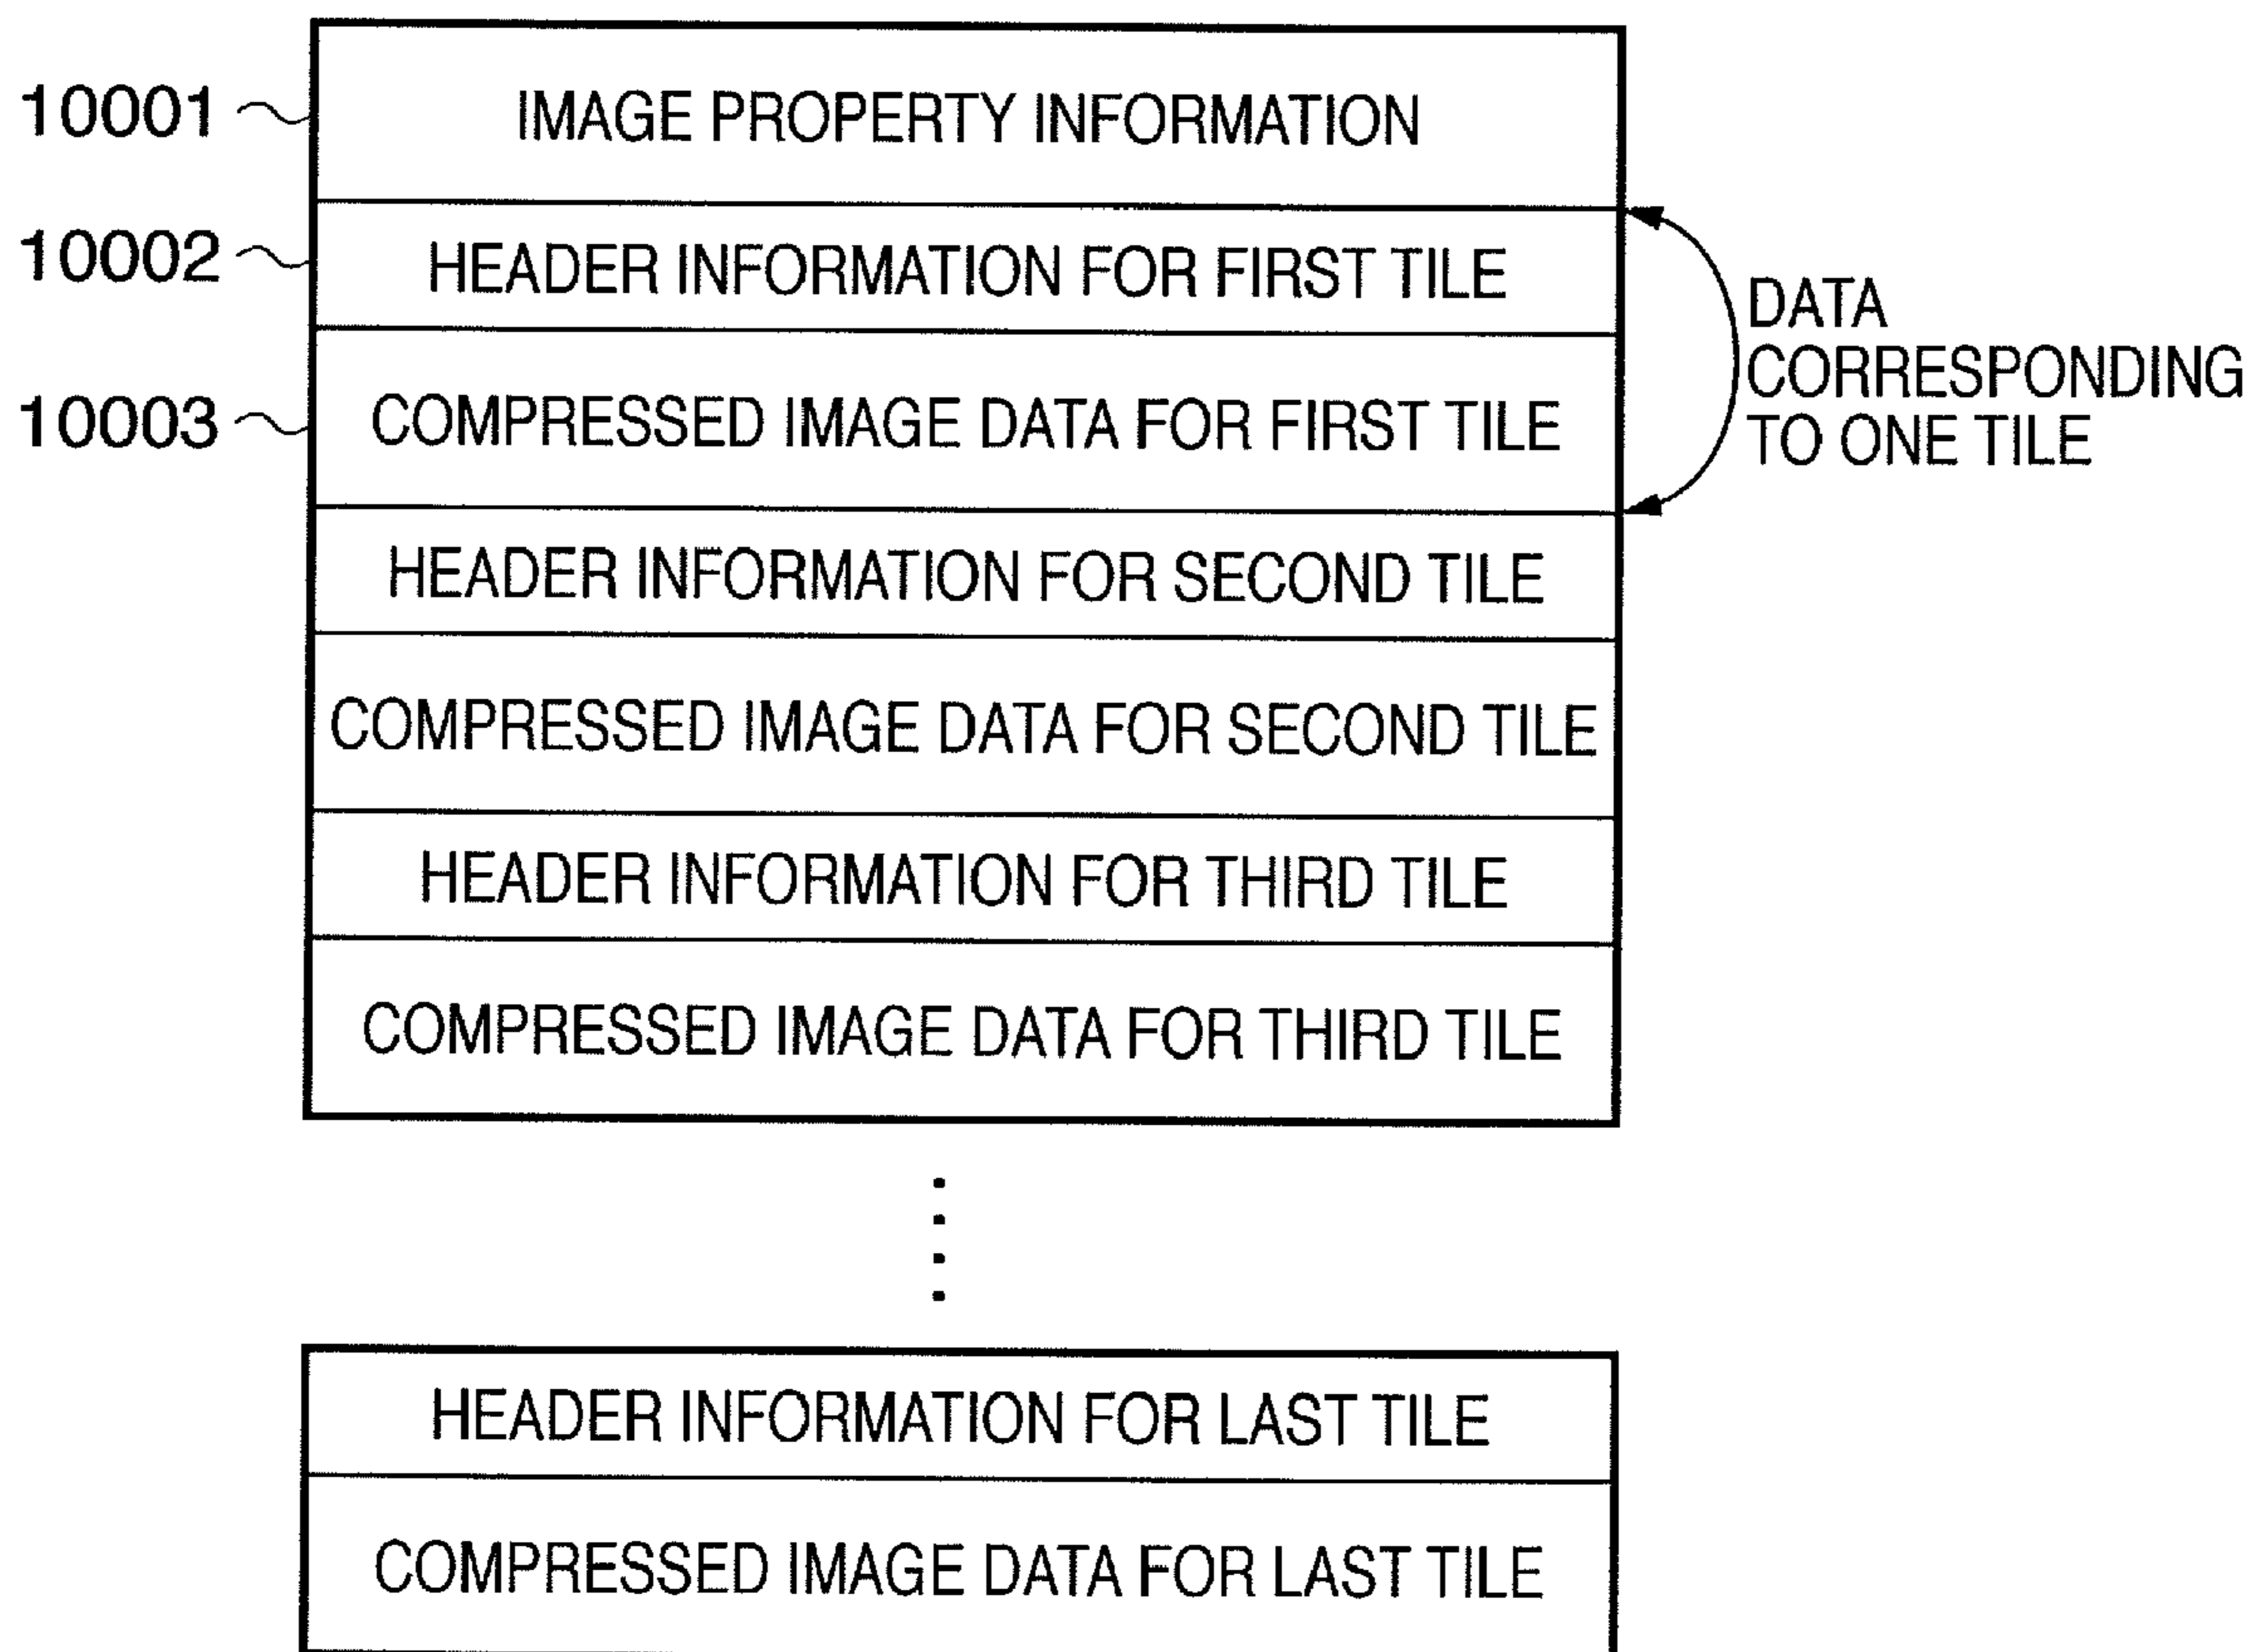 10001
IMAGE PROPERTY INFORMATION
10002
HEADER INFORMATION FOR FIRST TILE
10003
COMPRESSED IMAGE DATA FOR FIRST TILE
DATA
CORRESPONDING
TO ONE TILE
HEADER INFORMATION FOR SECOND TILE
COMPRESSED IMAGE DATA FOR SECOND TILE
HEADER INFORMATION FOR THIRD TILE
COMPRESSED IMAGE DATA FOR THIRD TILE
HEADER INFORMATION FOR LAST TILE
COMPRESSED IMAGE DATA FOR LAST TILE